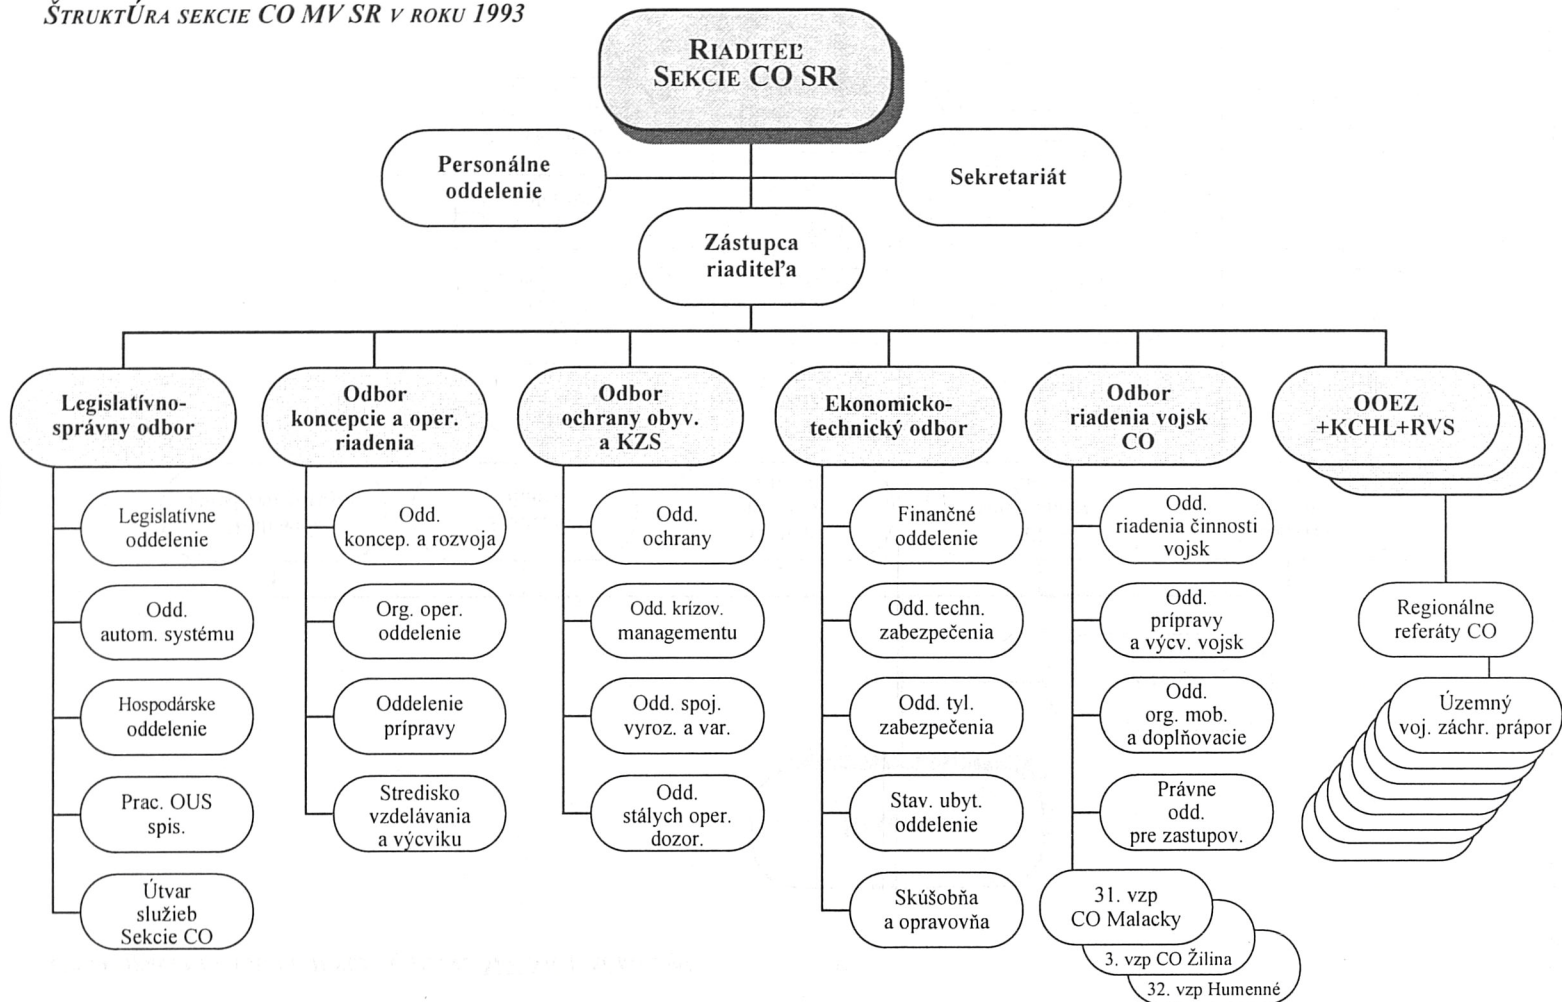 ŠTRUKTÚRA SEKCIE CO MV SR V ROKU 1993
RIADITEĽ
SEKCIE CO SR
Personálne
oddelenie
Sekretariát
Zástupca
riaditeľa
Legislatívno-
správny odbor
Odbor
koncepcie a oper.
riadenia
Odbor
ochrany obyv.
a KZS
Ekonomicko-
technický odbor
Odbor
riadenia vojsk
CO
OOEZ
+KCHL+RVS
Legislatívne
oddelenie
Odd.
autom. systému
Hospodárske
oddelenie
Prac. OUS
spis.
Útvar
služieb
Sekcie CO
Odd.
koncep. a rozvoja
Org. oper.
oddelenie
Oddelenie
prípravy
Stredisko
vzdelávania
a výcviku
Odd.
ochrany
Odd. krízov.
managementu
Odd. spoj.
vyroz. a var.
Odd.
stálych oper.
dozor.
Finančné
oddelenie
Odd. techn.
zabezpečenia
Odd. tyl.
zabezpečenia
Stav. ubyt.
oddelenie
Skúšobňa
a opravovňa
Odd.
riadenia činnosti
vojsk
Odd.
prípravy
a výcv. vojsk
Odd.
org. mob.
a doplňovacie
Právne
odd.
pre zastupov.
31. vzp
CO Malacky
3. vzp CO Žilina
32. vzp Humenné
Regionálne
referáty CO
Územný
voj. záchr. prápor